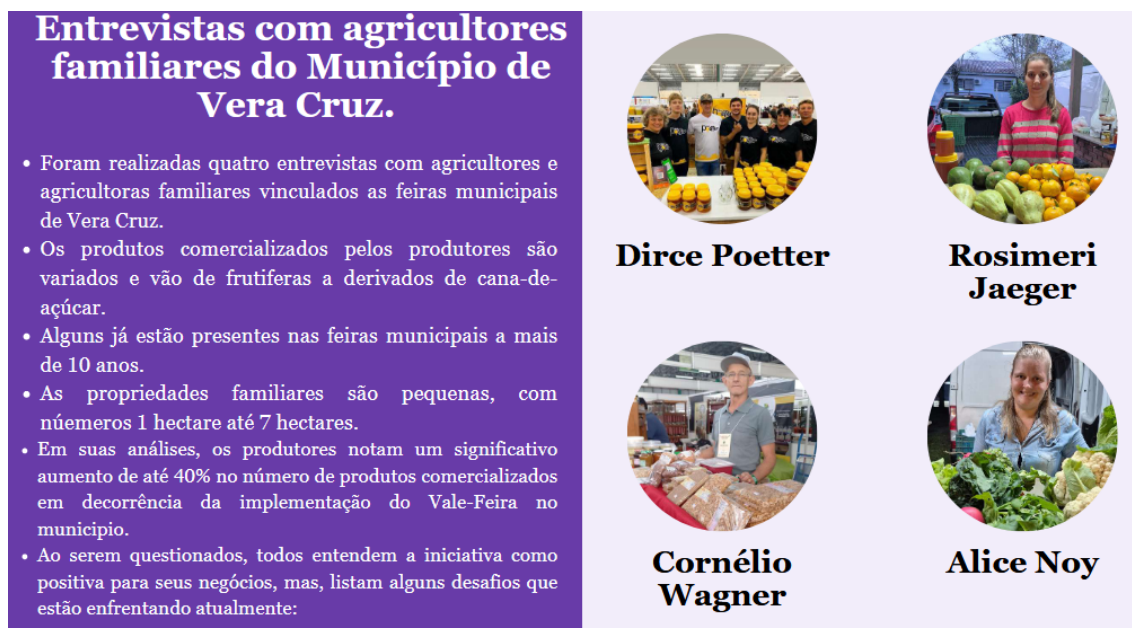 Entrevistas com agricultores
familiares do Município de
Vera Cruz.
• Foram realizadas quatro entrevistas com agricultores e
agricultoras familiares vinculados as feiras municipais
de Vera Cruz.
• Os produtos comercializados pelos produtores são
variados e vão de frutiferas a derivados de cana-de-
açúcar.
• Alguns já estão presentes nas feiras municipais a mais
de 10 anos.
• As propriedades familiares são pequenas, com
núemeros 1 hectare até 7 hectares.
• Em suas análises, os produtores notam um significativo
aumento de até 40% no número de produtos comercializados
em decorrência da implementação do Vale-Feira no
municipio.
• Ao serem questionados, todos entendem a iniciativa como
positiva para seus negócios, mas, listam alguns desafios que
estão enfrentando atualmente:
Dirce Poetter
Rosimeri
Jaeger
Cornélio
Wagner
Alice Noy